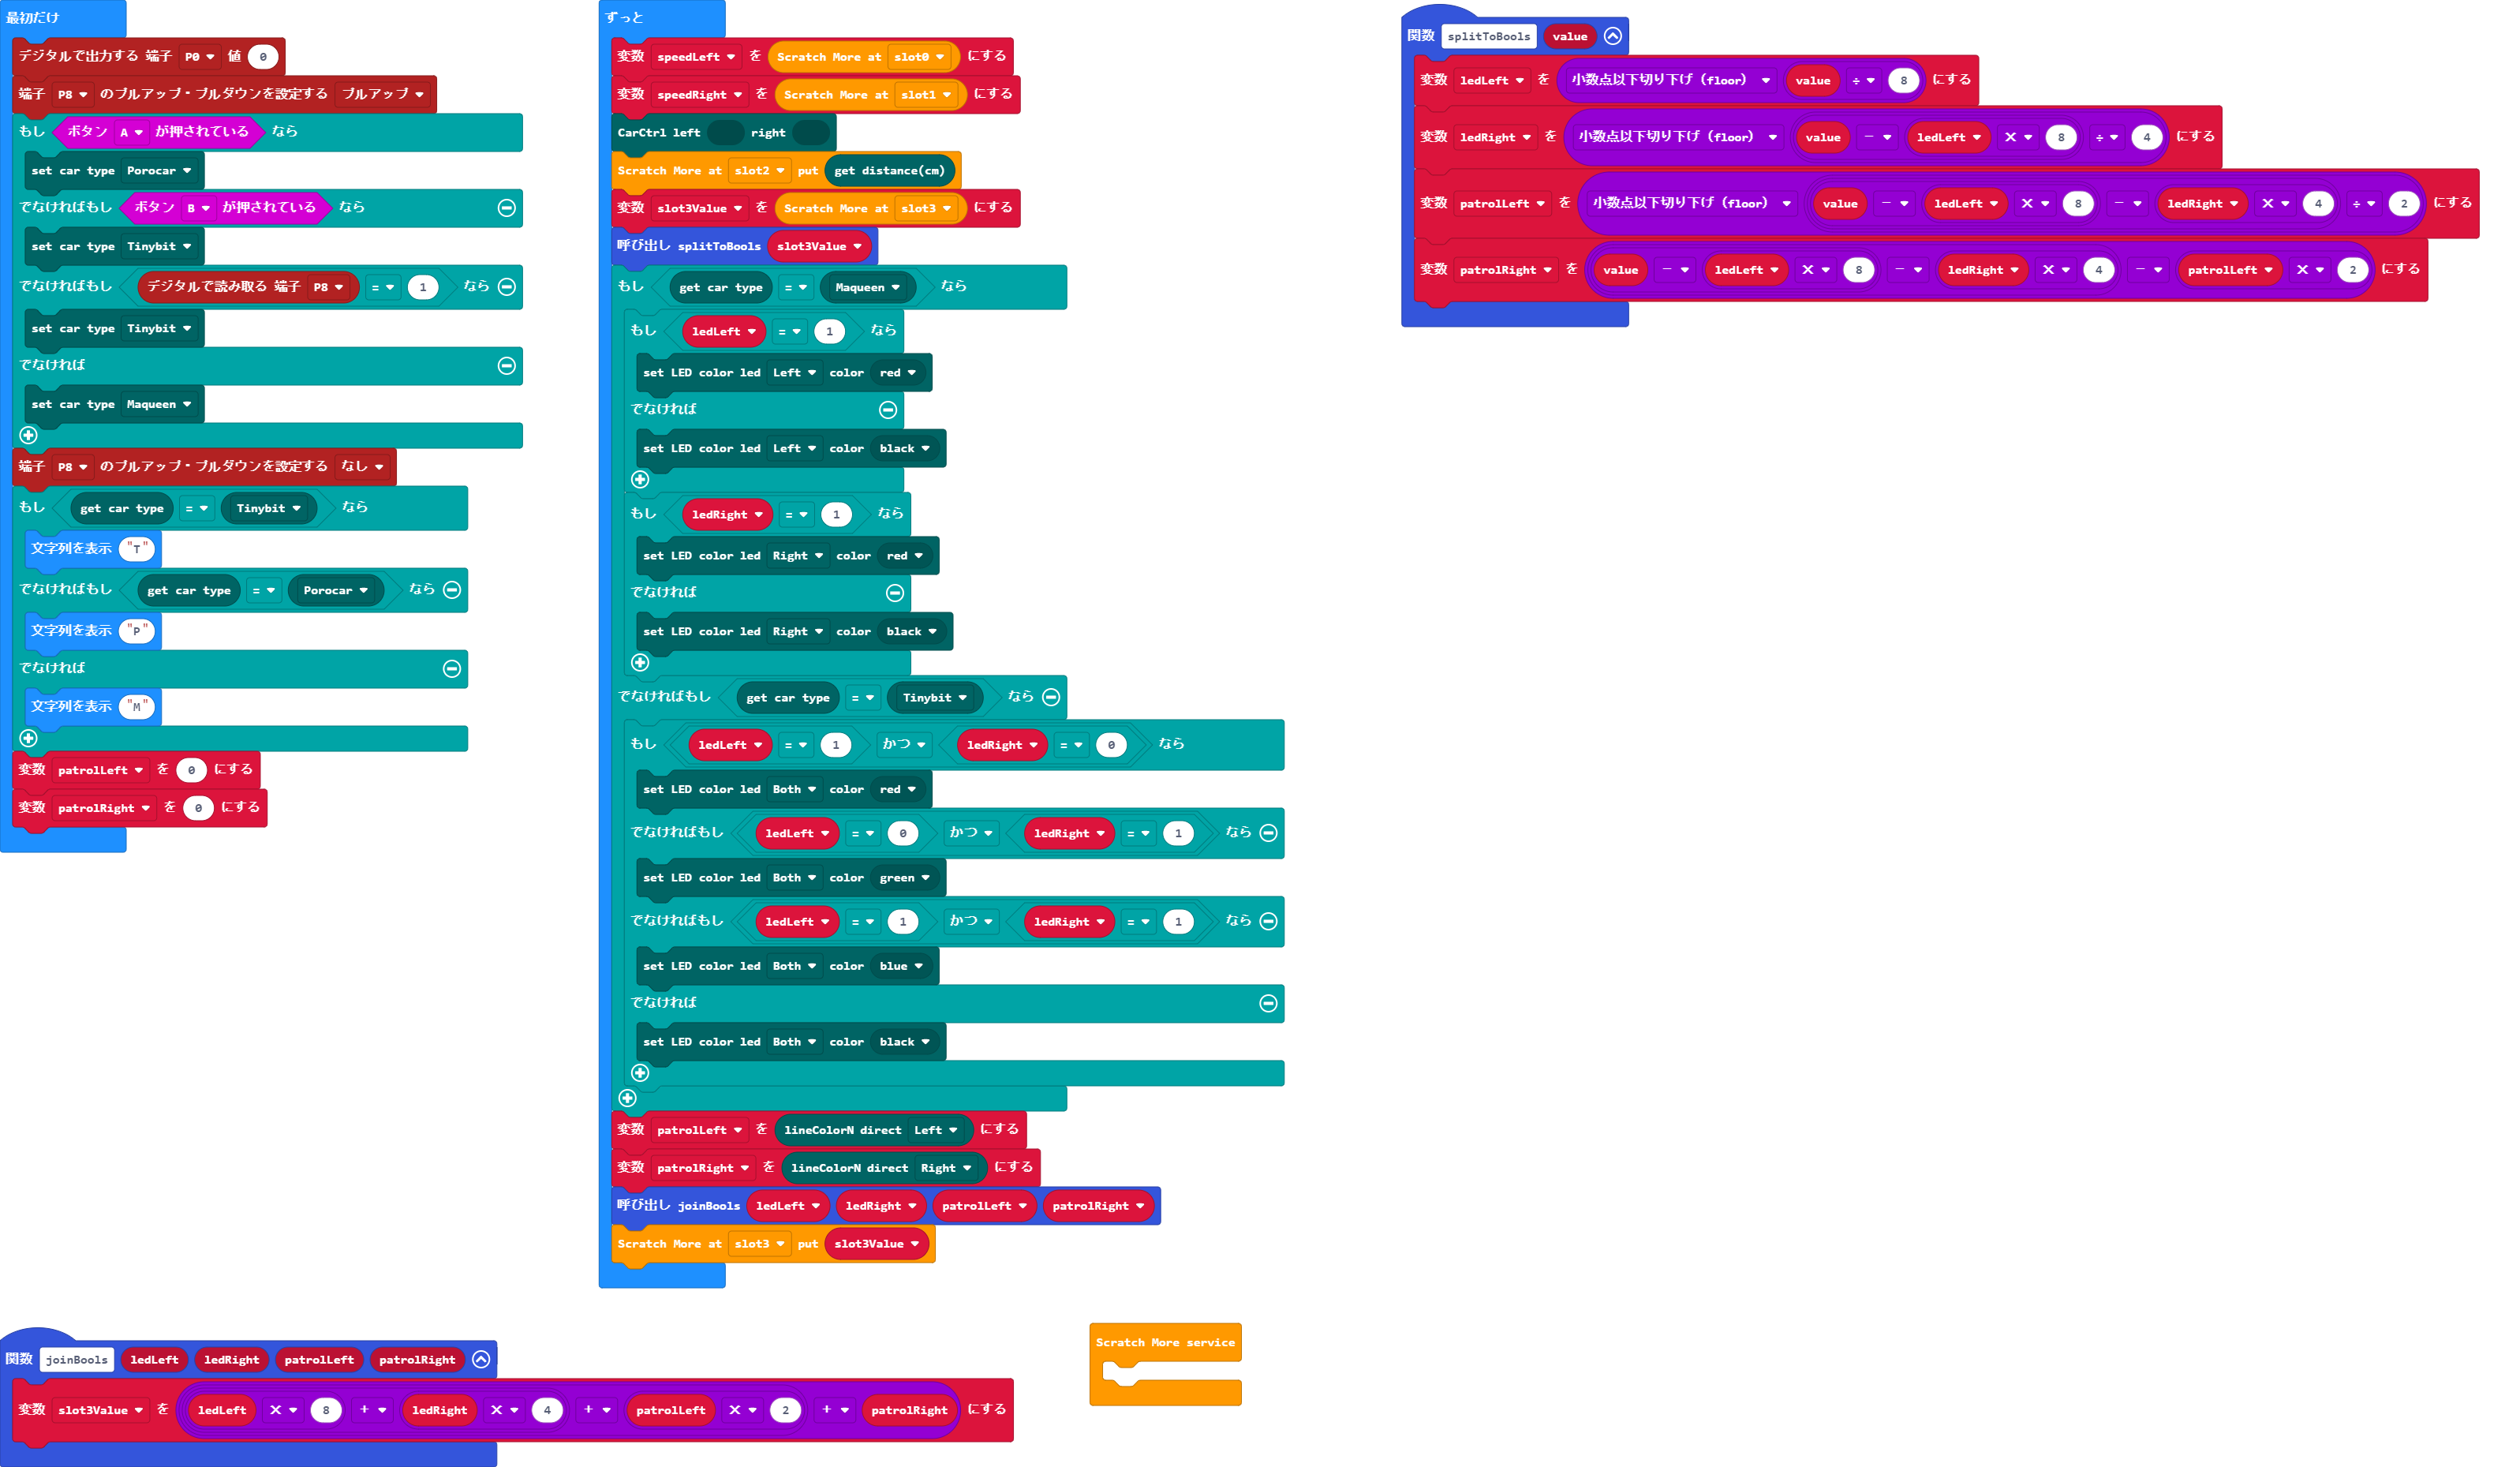 最初だけ
デジタルで出力する 端子 P0 値 0
端子 P8 のプルアップ・プルダウンを設定する プルアップ
もし ボタン A が押されている なら
set car type Porocar
でなければもし ボタン B が押されている なら
set car type Tinybit
でなければもし デジタルで読み取る 端子 P8 = 1 なら
set car type Tinybit
でなければ
set car type Maqueen
端子 P8 のプルアップ・プルダウンを設定する なし
もし get car type = Tinybit なら
文字列を表示 "T"
でなければもし get car type = Porocar なら
文字列を表示 "P"
でなければ
文字列を表示 "M"
変数 patrolLeft を 0 にする
変数 patrolRight を 0 にする
ずっと
変数 speedLeft を Scratch More at slot0 にする
変数 speedRight を Scratch More at slot1 にする
CarCtrl left right
Scratch More at slot2 put get distance(cm)
変数 slot3Value を Scratch More at slot3 にする
呼び出し splitToBools slot3Value
もし get car type = Maqueen なら
もし ledLeft = 1 なら
set LED color led Left color red
でなければ
set LED color led Left color black
もし ledRight = 1 なら
set LED color led Right color red
でなければ
set LED color led Right color black
でなければもし get car type = Tinybit なら
もし ledLeft = 1 かつ ledRight = 0 なら
set LED color led Both color red
でなければもし ledLeft = 0 かつ ledRight = 1 なら
set LED color led Both color green
でなければもし ledLeft = 1 かつ ledRight = 1 なら
set LED color led Both color blue
でなければ
set LED color led Both color black
変数 patrolLeft を lineColorN direct Left にする
変数 patrolRight を lineColorN direct Right にする
呼び出し joinBools ledLeft ledRight patrolLeft patrolRight
Scratch More at slot3 put slot3Value
関数 splitToBools value
変数 ledLeft を 小数点以下切り下げ（floor） value ÷ 8 にする
変数 ledRight を 小数点以下切り下げ（floor） value - ledLeft × 8 ÷ 4 にする
変数 patrolLeft を 小数点以下切り下げ（floor） value - ledLeft × 8 - ledRight × 4 ÷ 2 にする
変数 patrolRight を value - ledLeft × 8 - ledRight × 4 - patrolLeft × 2 にする
関数 joinBools ledLeft ledRight patrolLeft patrolRight
変数 slot3Value を ledLeft × 8 + ledRight × 4 + patrolLeft × 2 + patrolRight にする
Scratch More service